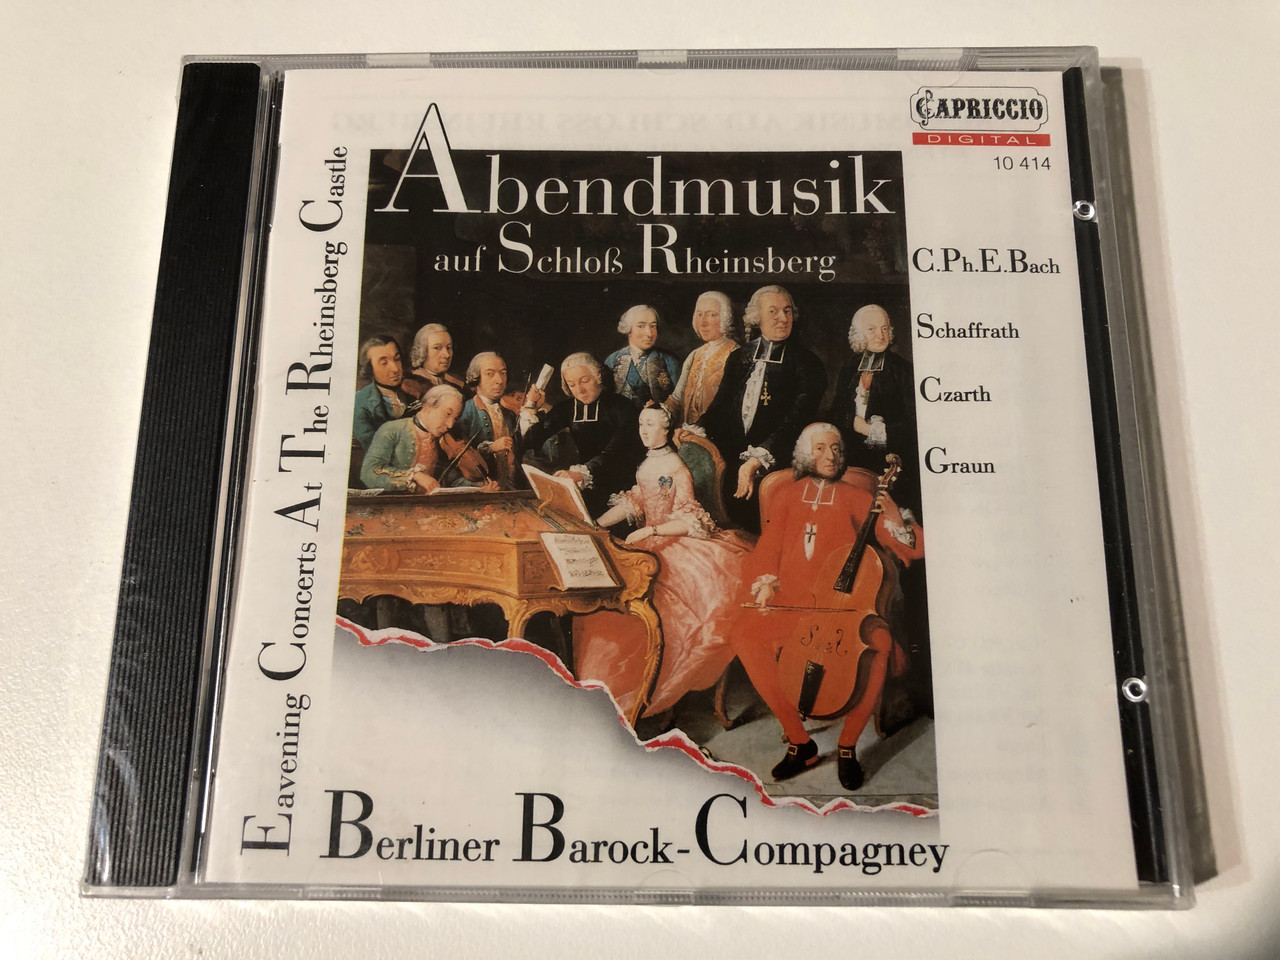 CAPRICCIO
DIGITAL
10 414
Abendmusik
auf Schloß Rheinsberg
C.Ph.E.Bach
Schaffrath
Czarth
Graun
Eavening Concerts At The Rheinsberg Castle
Berliner Barock-Compagney